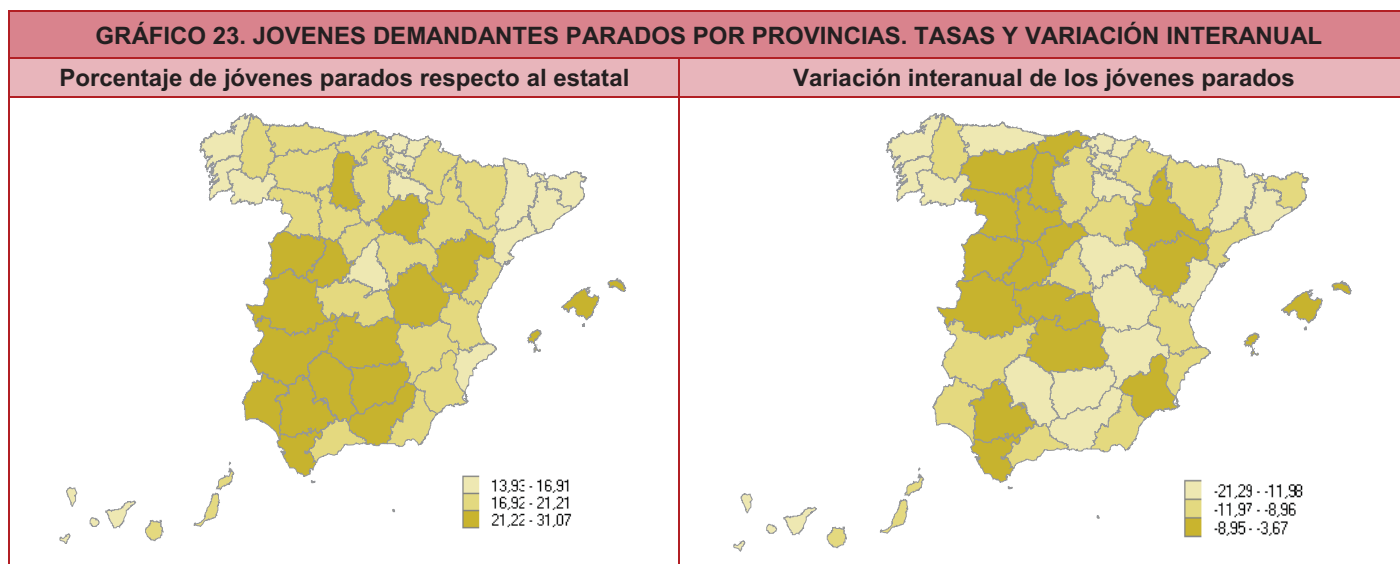 GRÁFICO 23. JOVENES DEMANDANTES PARADOS POR PROVINCIAS. TASAS Y VARIACIÓN INTERANUAL
Porcentaje de jóvenes parados respecto al estatal
Variación interanual de los jóvenes parados
13,93 - 16,91
16,92 - 21,21
21,22 - 31,07
-21,29 - -11,98
-11,97 - -8,96
-8,95 - -3,67